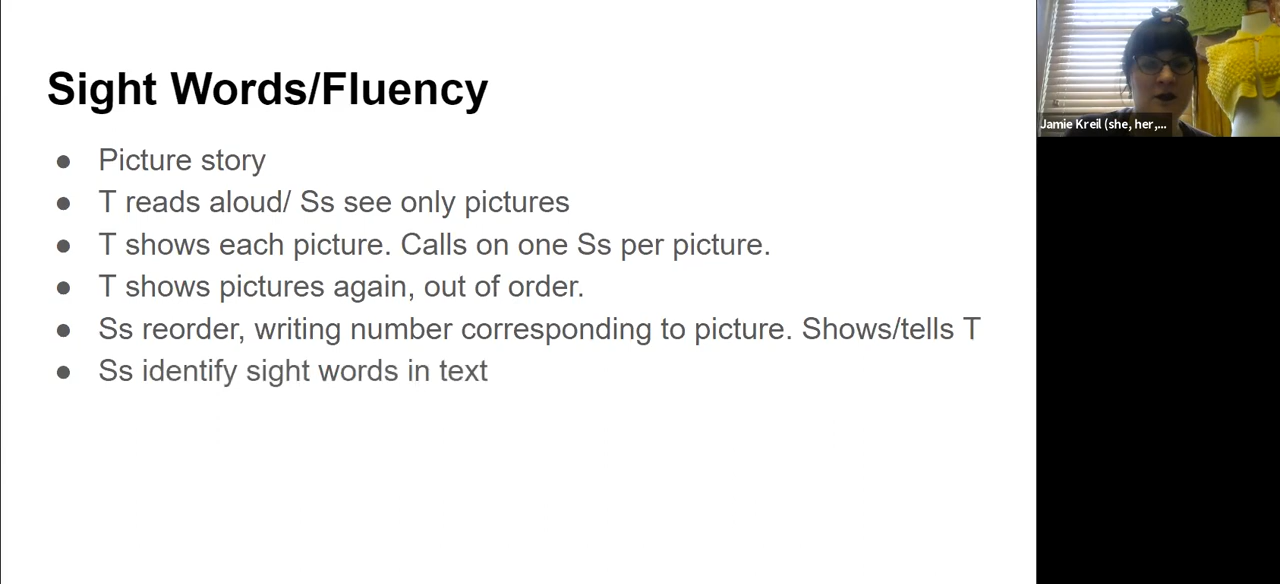 Sight Words/Fluency
● Picture story
● T reads aloud/ Ss see only pictures
● T shows each picture. Calls on one Ss per picture.
● T shows pictures again, out of order.
● Ss reorder, writing number corresponding to picture. Shows/tells T
● Ss identify sight words in text
Jamie Kreil (she, her,...